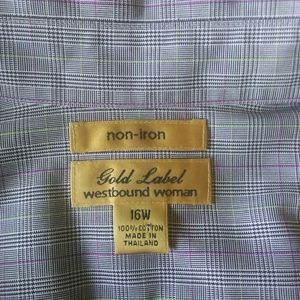 non-iron
Gold Label
westbound woman
16W
100% COTTON
MADE IN
THAILAND